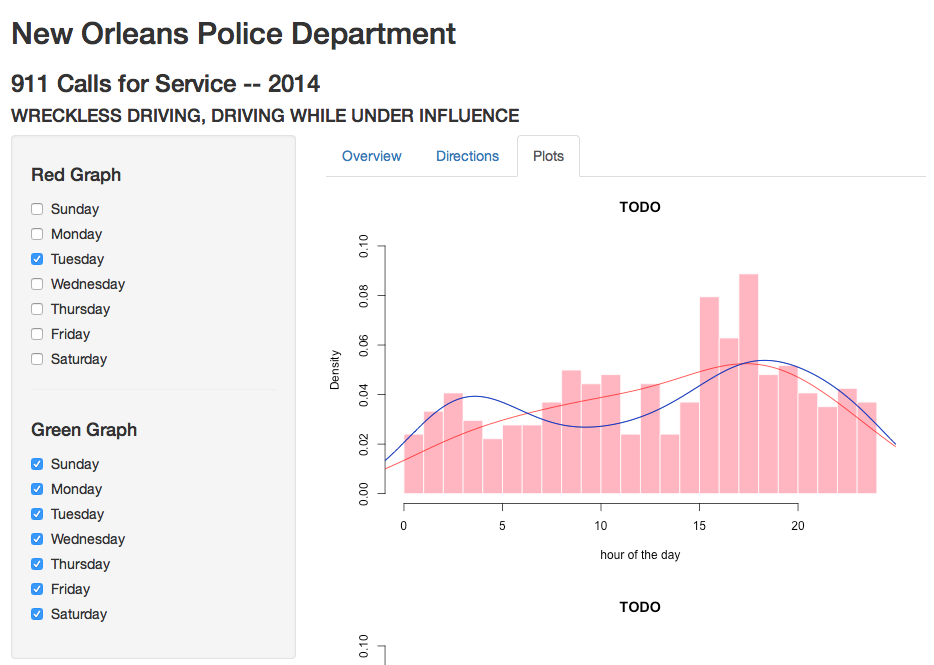 New Orleans Police Department
911 Calls for Service -- 2014
WRECKLESS DRIVING, DRIVING WHILE UNDER INFLUENCE
Red Graph
Sunday
Monday
Tuesday
Wednesday
Thursday
Friday
Saturday
Green Graph
Sunday
Monday
Tuesday
Wednesday
Thursday
Friday
Saturday
Overview Directions Plots
TODO
Density
0.10
0.08
0.06
0.04
0.02
0.00
0 5 10 15 20
hour of the day
TODO
0.10